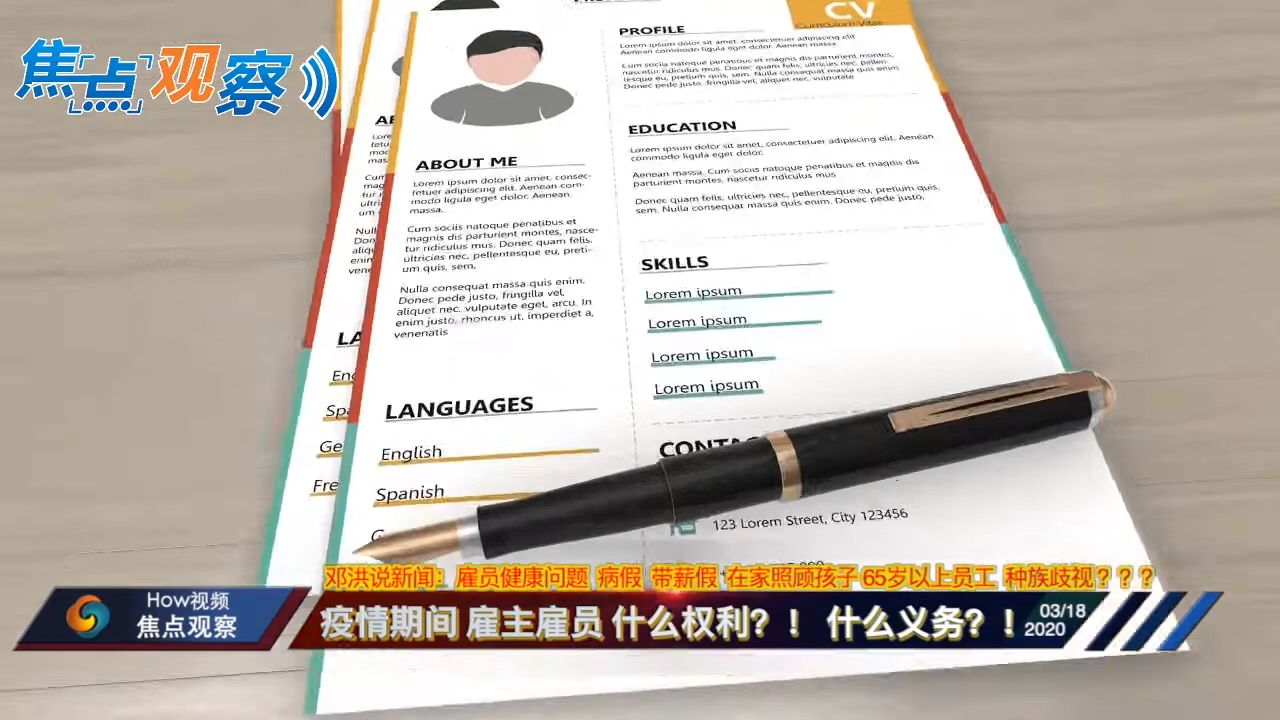 焦点观察
CV
Curriculum Vitae
PROFILE
Lorem ipsum dolor sit amet, consectetuer adipiscing elit.
Aenean commodo ligula eget dolor. Aenean massa
Cum sociis natoque penatibus et magnis dis parturient montes,
nascetur ridiculus mus. Donec quam felis, ultricies nec, pellen-
tesque eu, pretium quis, sem. Nulla consequat massa quis enim
Donec pede justo, fringilla vel, aliquet nec, vulputate
EDUCATION
Lorem ipsum dolor sit amet, consectetuer adipiscing elit. Aenean
commodo ligula eget dolor.
Aenean massa. Cum sociis natoque penatibus et magnis dis
parturient montes, nascetur ridiculus mus
Donec quam felis, ultricies nec, pellentesque eu, pretium quis,
sem. Nulla consequat massa quis enim. Donec pede justo,
SKILLS
Lorem ipsum
Lorem ipsum
Lorem ipsum
Lorem ipsum
ABOUT ME
Lorem ipsum dolor sit amet, consec-
tetuer adipiscing elit. Aenean com-
modo ligula eget dolor. Aenean
massa.
Cum sociis natoque penatibus et
magnis dis parturient montes, nasce-
tur ridiculus mus. Donec quam felis,
ultricies nec, pellentesque eu, preti-
um quis, sem.
Nulla consequat massa quis enim.
Donec pede justo, fringilla vel,
aliquet nec, vulputate eget, arcu. In
enim justo, rhoncus ut, imperdiet a,
venenatis
LANGUAGES
English
Spanish
123 Lorem Street, City 123456
邓洪说新闻：雇员健康问题 病假 带薪假 在家照顾孩子 65岁以上员工 种族歧视？？？
How视频
焦点观察
疫情期间 雇主雇员 什么权利？！ 什么义务？！
03/18
2020